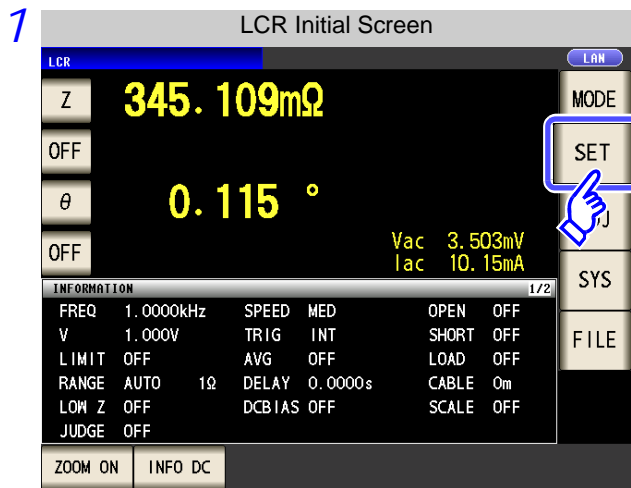 1
LCR Initial Screen
LCR
LAN
Z
345.109mΩ
MODE
OFF
SET
θ
0.115 °
OFF
Vac 3.503mV
Iac 10.15mA
SYS
INFORMATION
1/2
FREQ 1.0000kHz SPEED MED OPEN OFF
V 1.000V TRIG INT SHORT OFF
FILE
LIMIT OFF AVG OFF LOAD OFF
RANGE AUTO 1Ω DELAY 0.0000s CABLE 0m
LOW Z OFF DCBIAS OFF SCALE OFF
JUDGE OFF
ZOOM ON
INFO DC